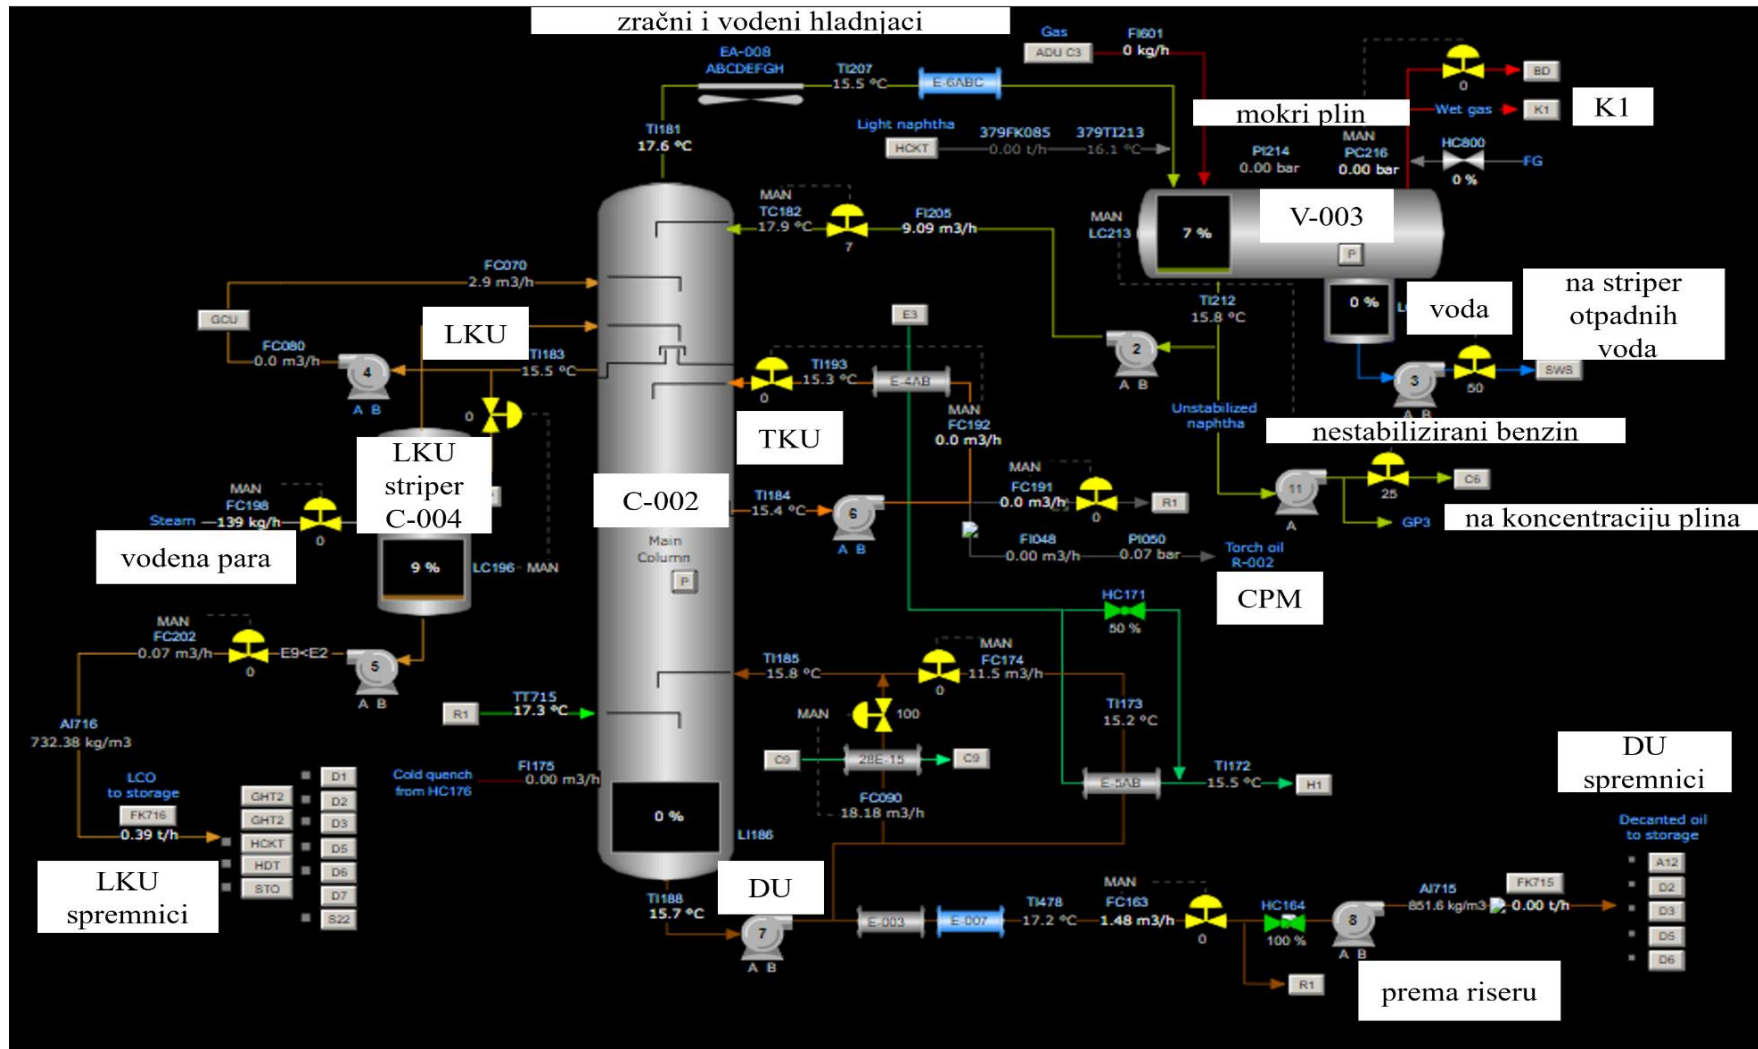 zračni i vodeni hladnjaci
EA-008
ABCDEFGH
TI207
15.5 °C
E-6ABC
Gas
ADU C3
FI601
0 kg/h
0
BD
mokri plin
Wet gas
K1
K1
TI181
17.6 °C
Light naphtha
HCKT
379FK085
0.00 t/h
379TI213
16.1 °C
PI214
0.00 bar
MAN
PC216
0.00 bar
HC800
0 %
FG
MAN
TC182
17.9 °C
7
FI205
9.09 m3/h
MAN
LC213
7 %
V-003
P
0 %
voda
na striper
otpadnih
voda
FC070
2.9 m3/h
GCU
FC080
0.0 m3/h
4
A B
LKU
TI183
15.5 °C
0
E3
TI212
15.8 °C
2
A B
3
A B
50
SWS
MAN
TI193
15.3 °C
0
E-4AB
TKU
MAN
FC192
0.0 m3/h
Unstabilized
naphtha
nestabilizirani benzin
11
A
25
C6
GP3
na koncentraciju plina
LKU
striper
C-004
MAN
FC198
Steam
139 kg/h
0
vodena para
9 %
LC196
MAN
C-002
Main
Column
P
TI184
15.4 °C
6
A B
MAN
FC191
0.0 m3/h
0
R1
FI048
0.00 m3/h
PI050
0.07 bar
Torch oil
R-002
CPM
HC171
50 %
MAN
FC202
0.07 m3/h
0
E9<E2
5
A B
TI185
15.8 °C
MAN
FC174
11.5 m3/h
0
TI173
15.2 °C
R1
TT715
17.3 °C
MAN
100
C9
28E-15
C9
FC090
18.18 m3/h
E-5AB
TI172
15.5 °C
H1
AI716
732.38 kg/m3
Cold quench
from HC176
FI175
0.00 m3/h
0 %
LI186
LCO
to storage
FK716
0.39 t/h
GHT2
GHT2
HCKT
HDT
STO
D1
D2
D3
D5
D6
D7
S22
LKU
spremnici
TI188
15.7 °C
DU
7
A B
E-003
E-007
TI478
17.2 °C
MAN
FC163
1.48 m3/h
0
HC164
100 %
8
A B
R1
prema riseru
AI715
851.6 kg/m3
FK715
0.00 t/h
DU
spremnici
Decanted oil
to storage
A12
D2
D3
D5
D6